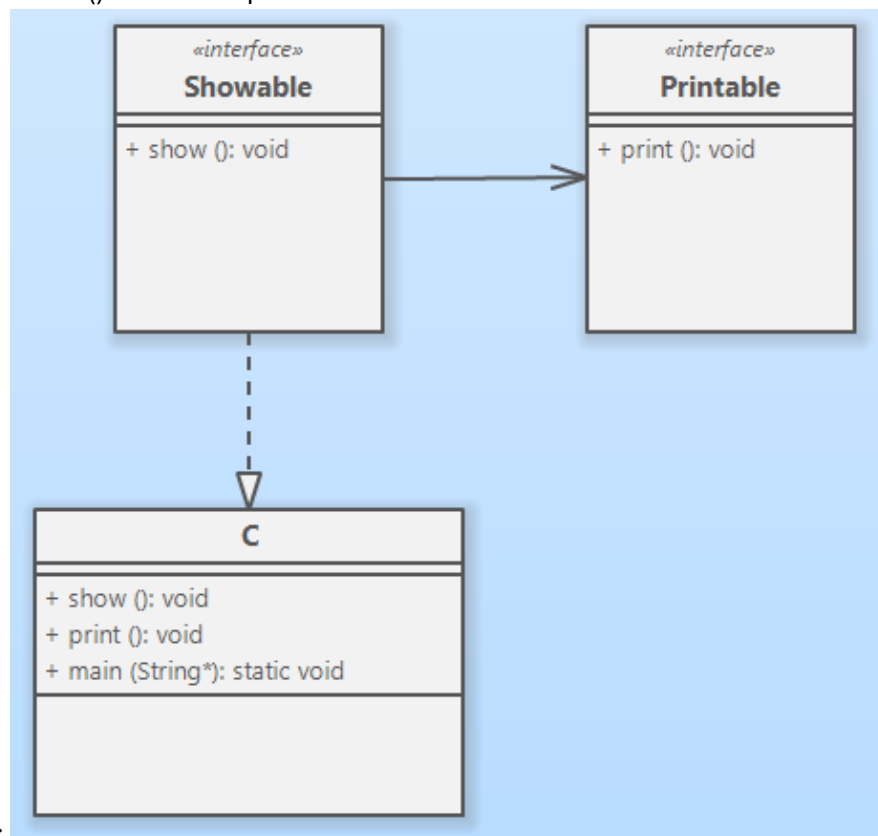 «interface»
Showable
+ show (): void
«interface»
Printable
+ print (): void
C
+ show (): void
+ print (): void
+ main (String*): static void